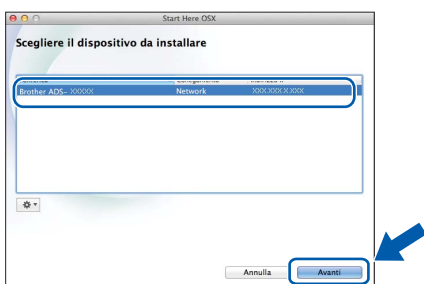 Start Here OSX
Scegliere il dispositivo da installare
Brother ADS- XXXXX Network XXX.XXX.X.XXX
Annulla Avanti